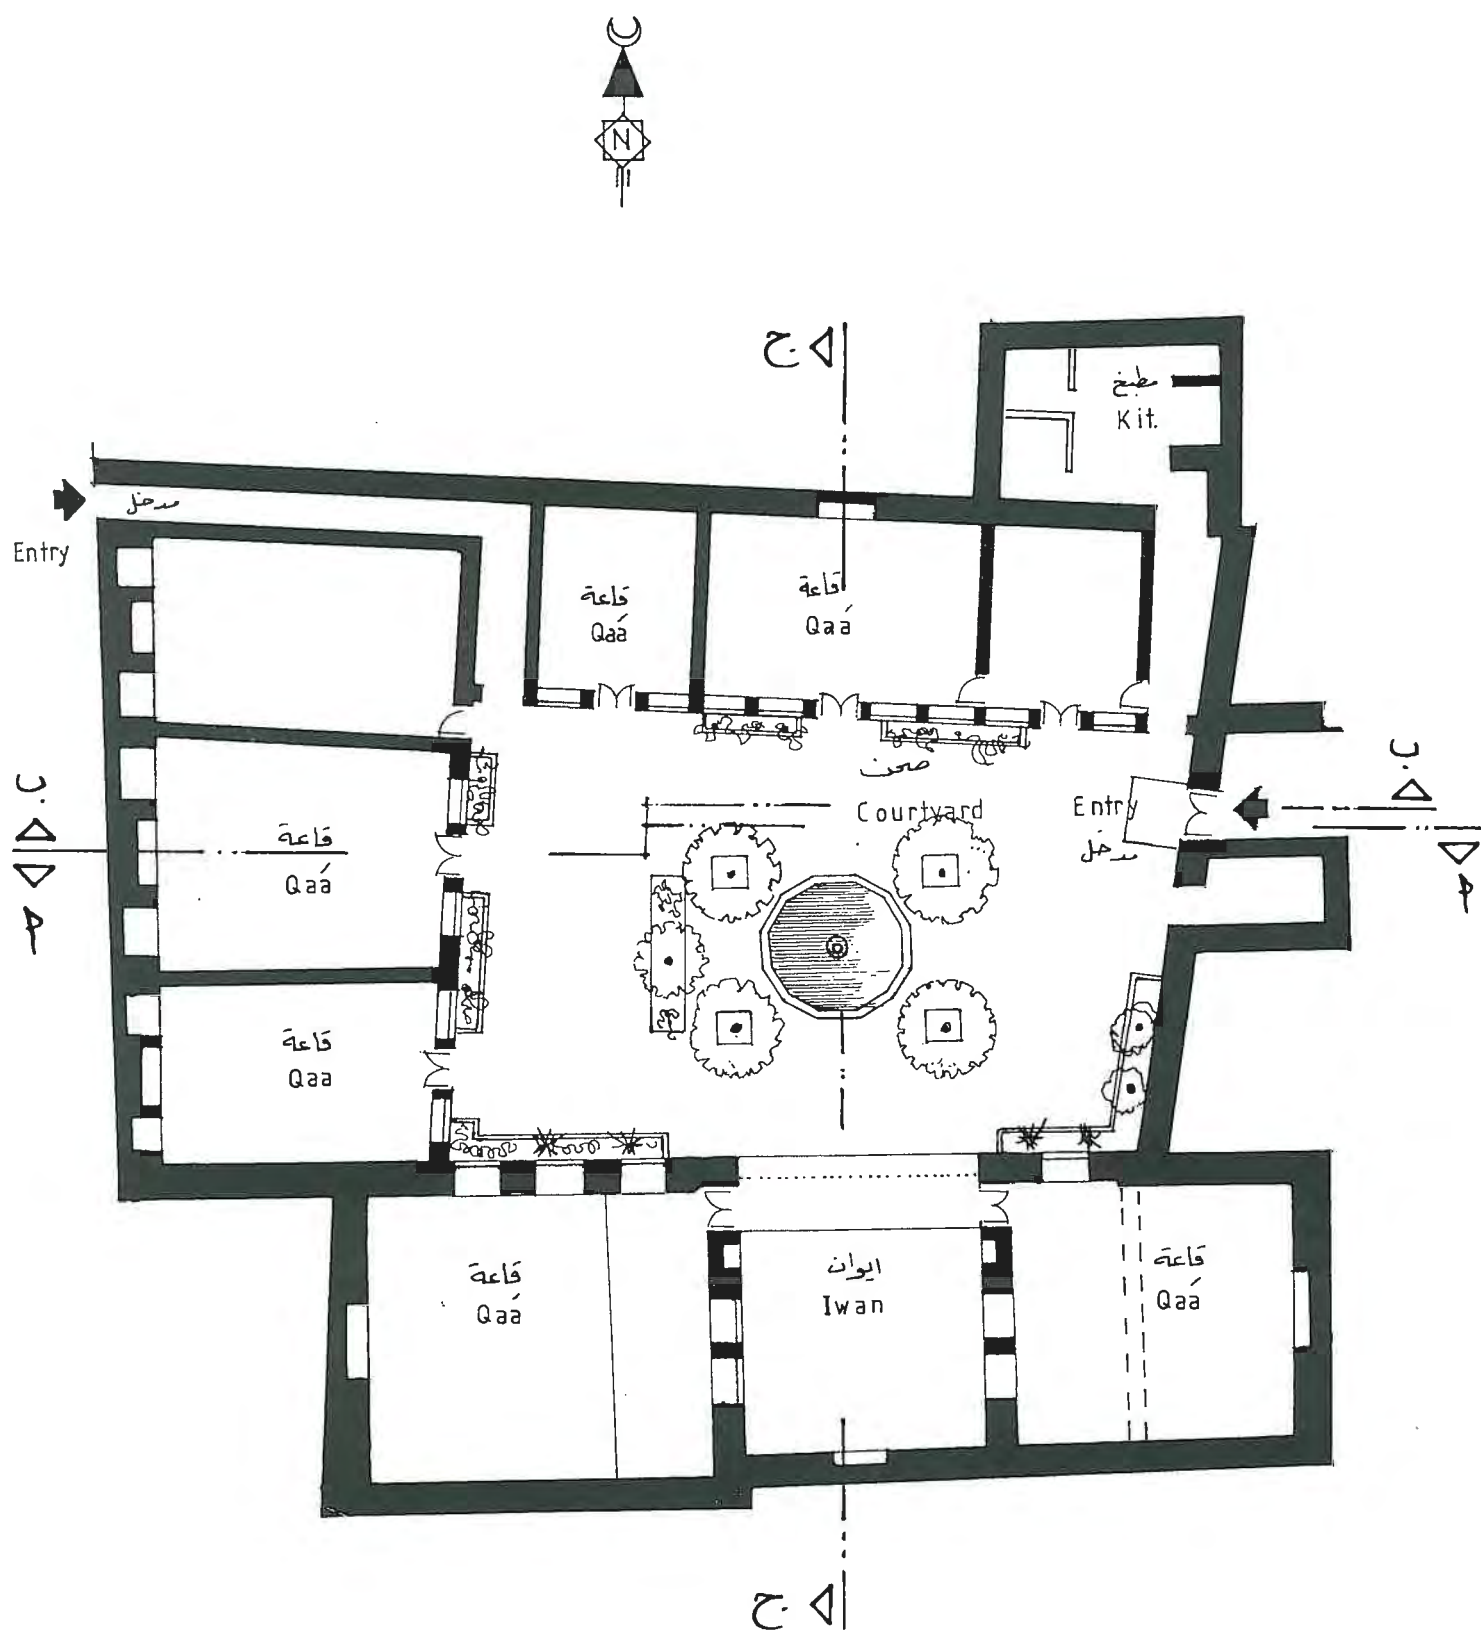 N
ج
مطبخ
Kit.
مدخل
Entry
قاعة
Qaá
قاعة
Qaá
صحن
Courtyard
Entry
مدخل
ب
ب
قاعة
Qaá
أ
أ
قاعة
Qaa
قاعة
Qaá
ايوان
Iwan
قاعة
Qaá
ج